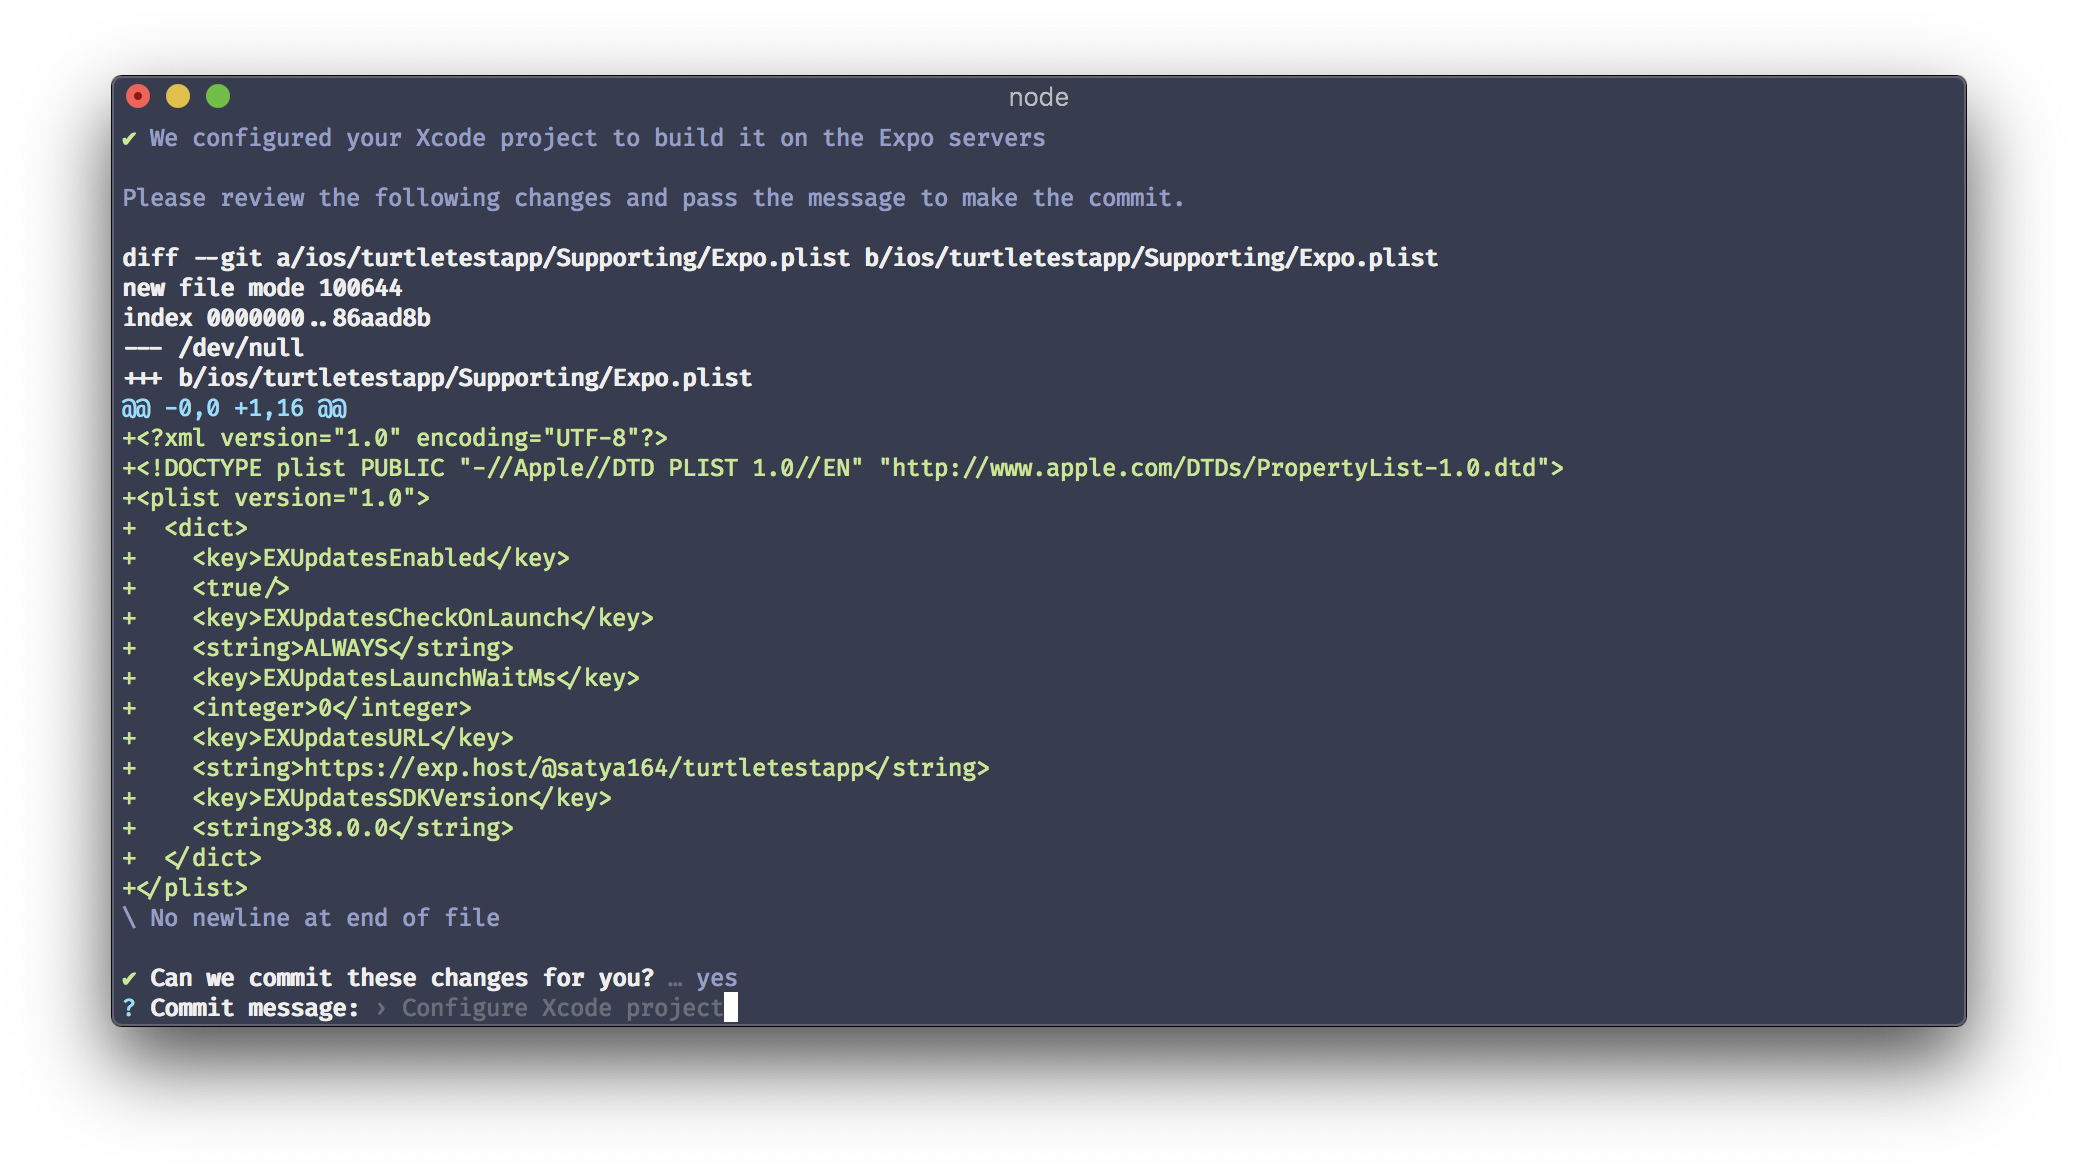 node
✔ We configured your Xcode project to build it on the Expo servers
Please review the following changes and pass the message to make the commit.
diff --git a/ios/turtletestapp/Supporting/Expo.plist b/ios/turtletestapp/Supporting/Expo.plist
new file mode 100644
index 0000000..86aad8b
--- /dev/null
+++ b/ios/turtletestapp/Supporting/Expo.plist
@@ -0,0 +1,16 @@
+<?xml version="1.0" encoding="UTF-8"?>
+<!DOCTYPE plist PUBLIC "-//Apple//DTD PLIST 1.0//EN" "http://www.apple.com/DTDs/PropertyList-1.0.dtd">
+<plist version="1.0">
+  <dict>
+    <key>EXUpdatesEnabled</key>
+    <true/>
+    <key>EXUpdatesCheckOnLaunch</key>
+    <string>ALWAYS</string>
+    <key>EXUpdatesLaunchWaitMs</key>
+    <integer>0</integer>
+    <key>EXUpdatesURL</key>
+    <string>https://exp.host/@satya164/turtletestapp</string>
+    <key>EXUpdatesSDKVersion</key>
+    <string>38.0.0</string>
+  </dict>
+</plist>
\ No newline at end of file
✔ Can we commit these changes for you? … yes
? Commit message: › Configure Xcode project